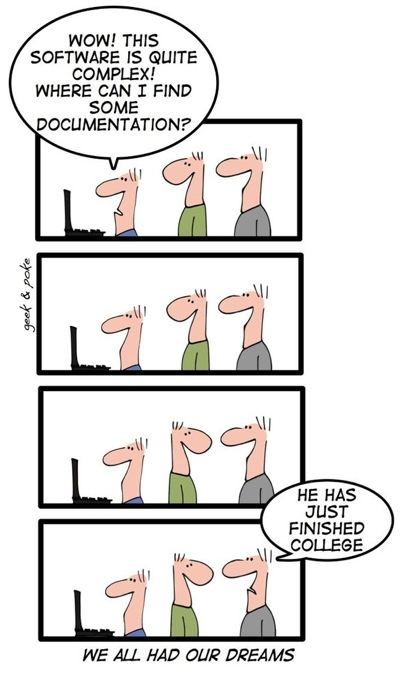 WOW! THIS
SOFTWARE IS QUITE
COMPLEX!
WHERE CAN I FIND
SOME
DOCUMENTATION?
geek & poke
HE HAS
JUST
FINISHED
COLLEGE
WE ALL HAD OUR DREAMS